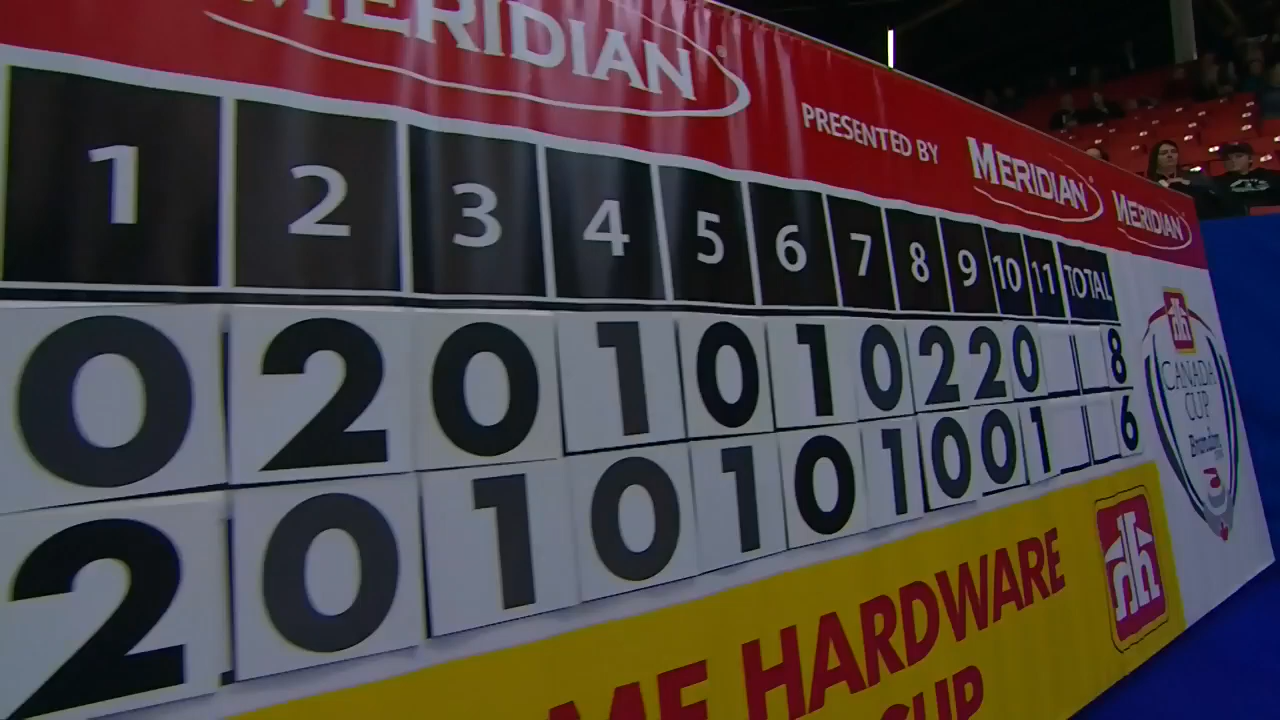 MERIDIAN
PRESENTED BY MERIDIAN MERIDIAN
1 2 3 4 5 6 7 8 9 10 11 TOTAL
0 2 0 1 0 1 0 2 2 0 8
2 0 1 0 1 0 1 0 0 1 6
CANADA
CUP
HARDWARE
CUP